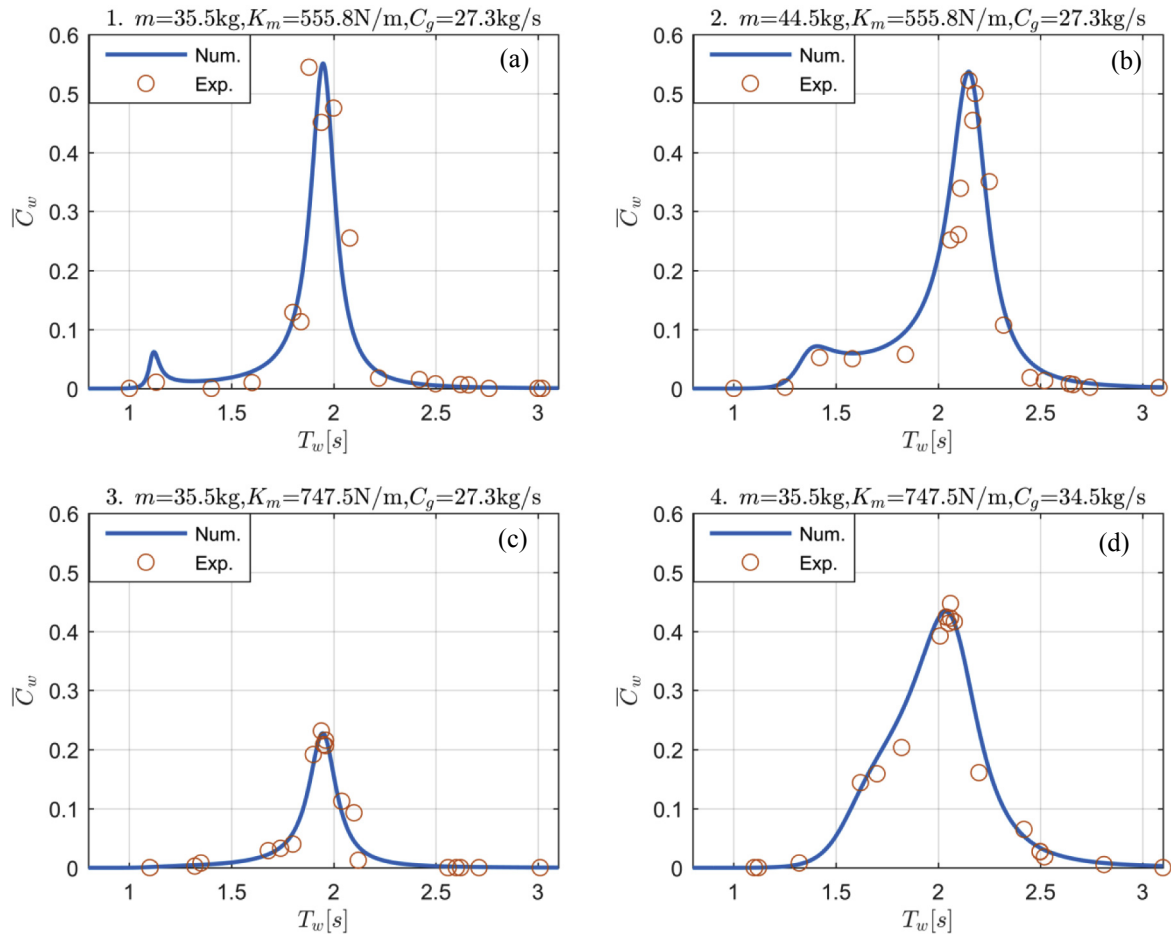 1. m=35.5kg,K_m=555.8N/m,C_g=27.3kg/s
0.6
0.5
0.4
0.3
0.2
0.1
0
Num.
Exp.
(a)
C̅_w
1 1.5 2 2.5 3
T_w[s]
2. m=44.5kg,K_m=555.8N/m,C_g=27.3kg/s
0.6
0.5
0.4
0.3
0.2
0.1
0
Num.
Exp.
(b)
C̅_w
1 1.5 2 2.5 3
T_w[s]
3. m=35.5kg,K_m=747.5N/m,C_g=27.3kg/s
0.6
0.5
0.4
0.3
0.2
0.1
0
Num.
Exp.
(c)
C̅_w
1 1.5 2 2.5 3
T_w[s]
4. m=35.5kg,K_m=747.5N/m,C_g=34.5kg/s
0.6
0.5
0.4
0.3
0.2
0.1
0
Num.
Exp.
(d)
C̅_w
1 1.5 2 2.5 3
T_w[s]